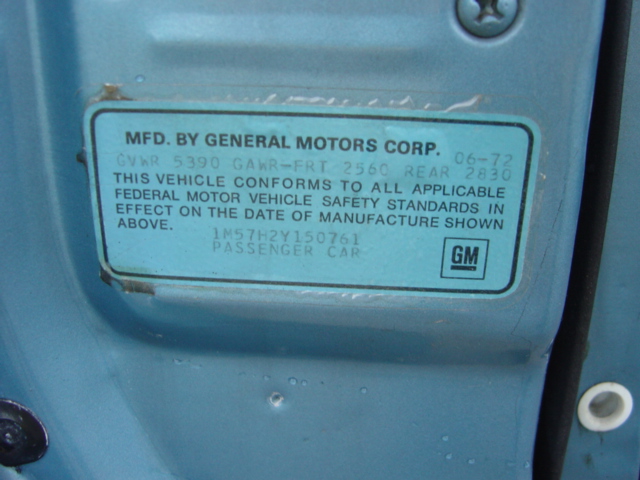 MFD. BY GENERAL MOTORS CORP. 06-72
GVWR 5390 GAWR-FRT 2560 REAR 2830
THIS VEHICLE CONFORMS TO ALL APPLICABLE
FEDERAL MOTOR VEHICLE SAFETY STANDARDS IN
EFFECT ON THE DATE OF MANUFACTURE SHOWN
ABOVE.
1M57H2Y150761
PASSENGER CAR
GM